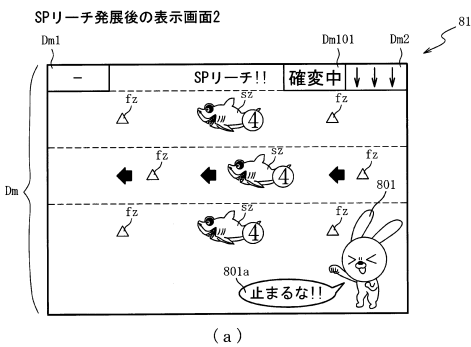 SPリーチ発展後の表示画面2
81
Dm1
Dm101
Dm2
－ SPリーチ!! 確変中 ↓ ↓ ↓
fz sz fz
④
fz sz fz
④
Dm
801
fz sz fz
④
801a
止まるな!!
(a)